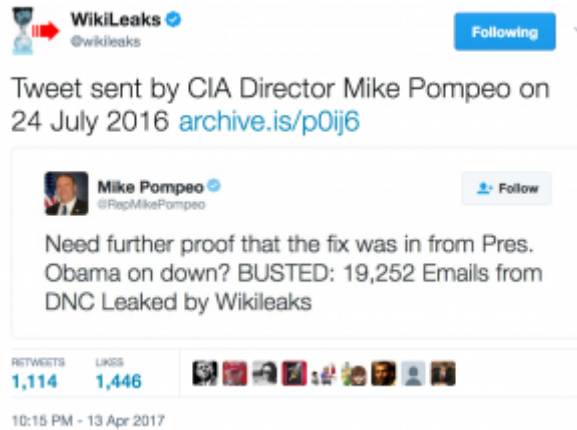 WikiLeaks
@wikileaks
Following
Tweet sent by CIA Director Mike Pompeo on
24 July 2016 archive.is/p0ij6
Mike Pompeo
@RepMikePompeo
Follow
Need further proof that the fix was in from Pres.
Obama on down? BUSTED: 19,252 Emails from
DNC Leaked by Wikileaks
RETWEETS LIKES
1,114 1,446
10:15 PM - 13 Apr 2017